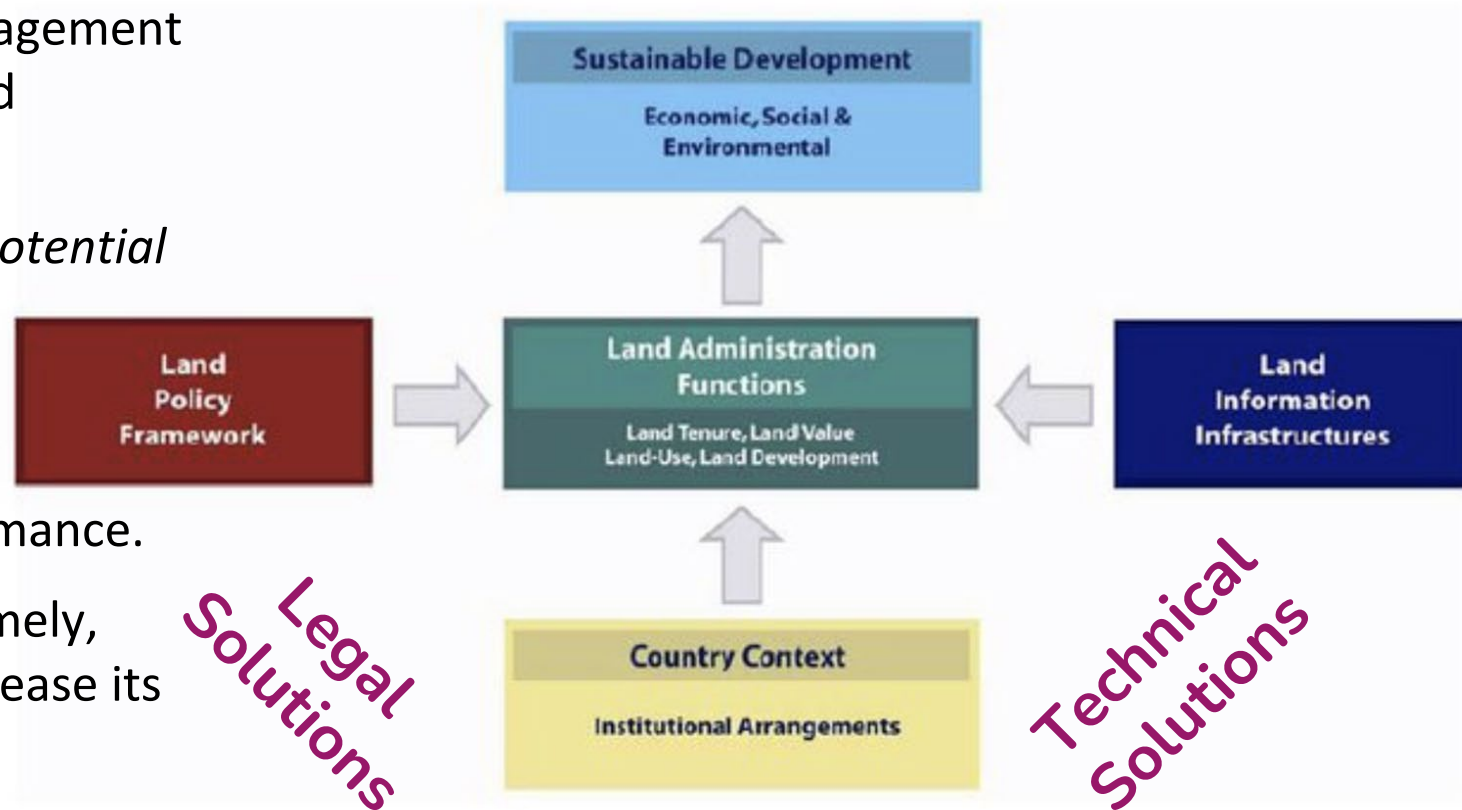 agement
d
otential
mance.
mely,
ease its
Sustainable Development
Economic, Social &
Environmental
Land
Policy
Framework
Land Administration
Functions
Land Tenure, Land Value
Land-Use, Land Development
Land
Information
Infrastructures
Country Context
Institutional Arrangements
Legal
Solutions
Technical
Solutions